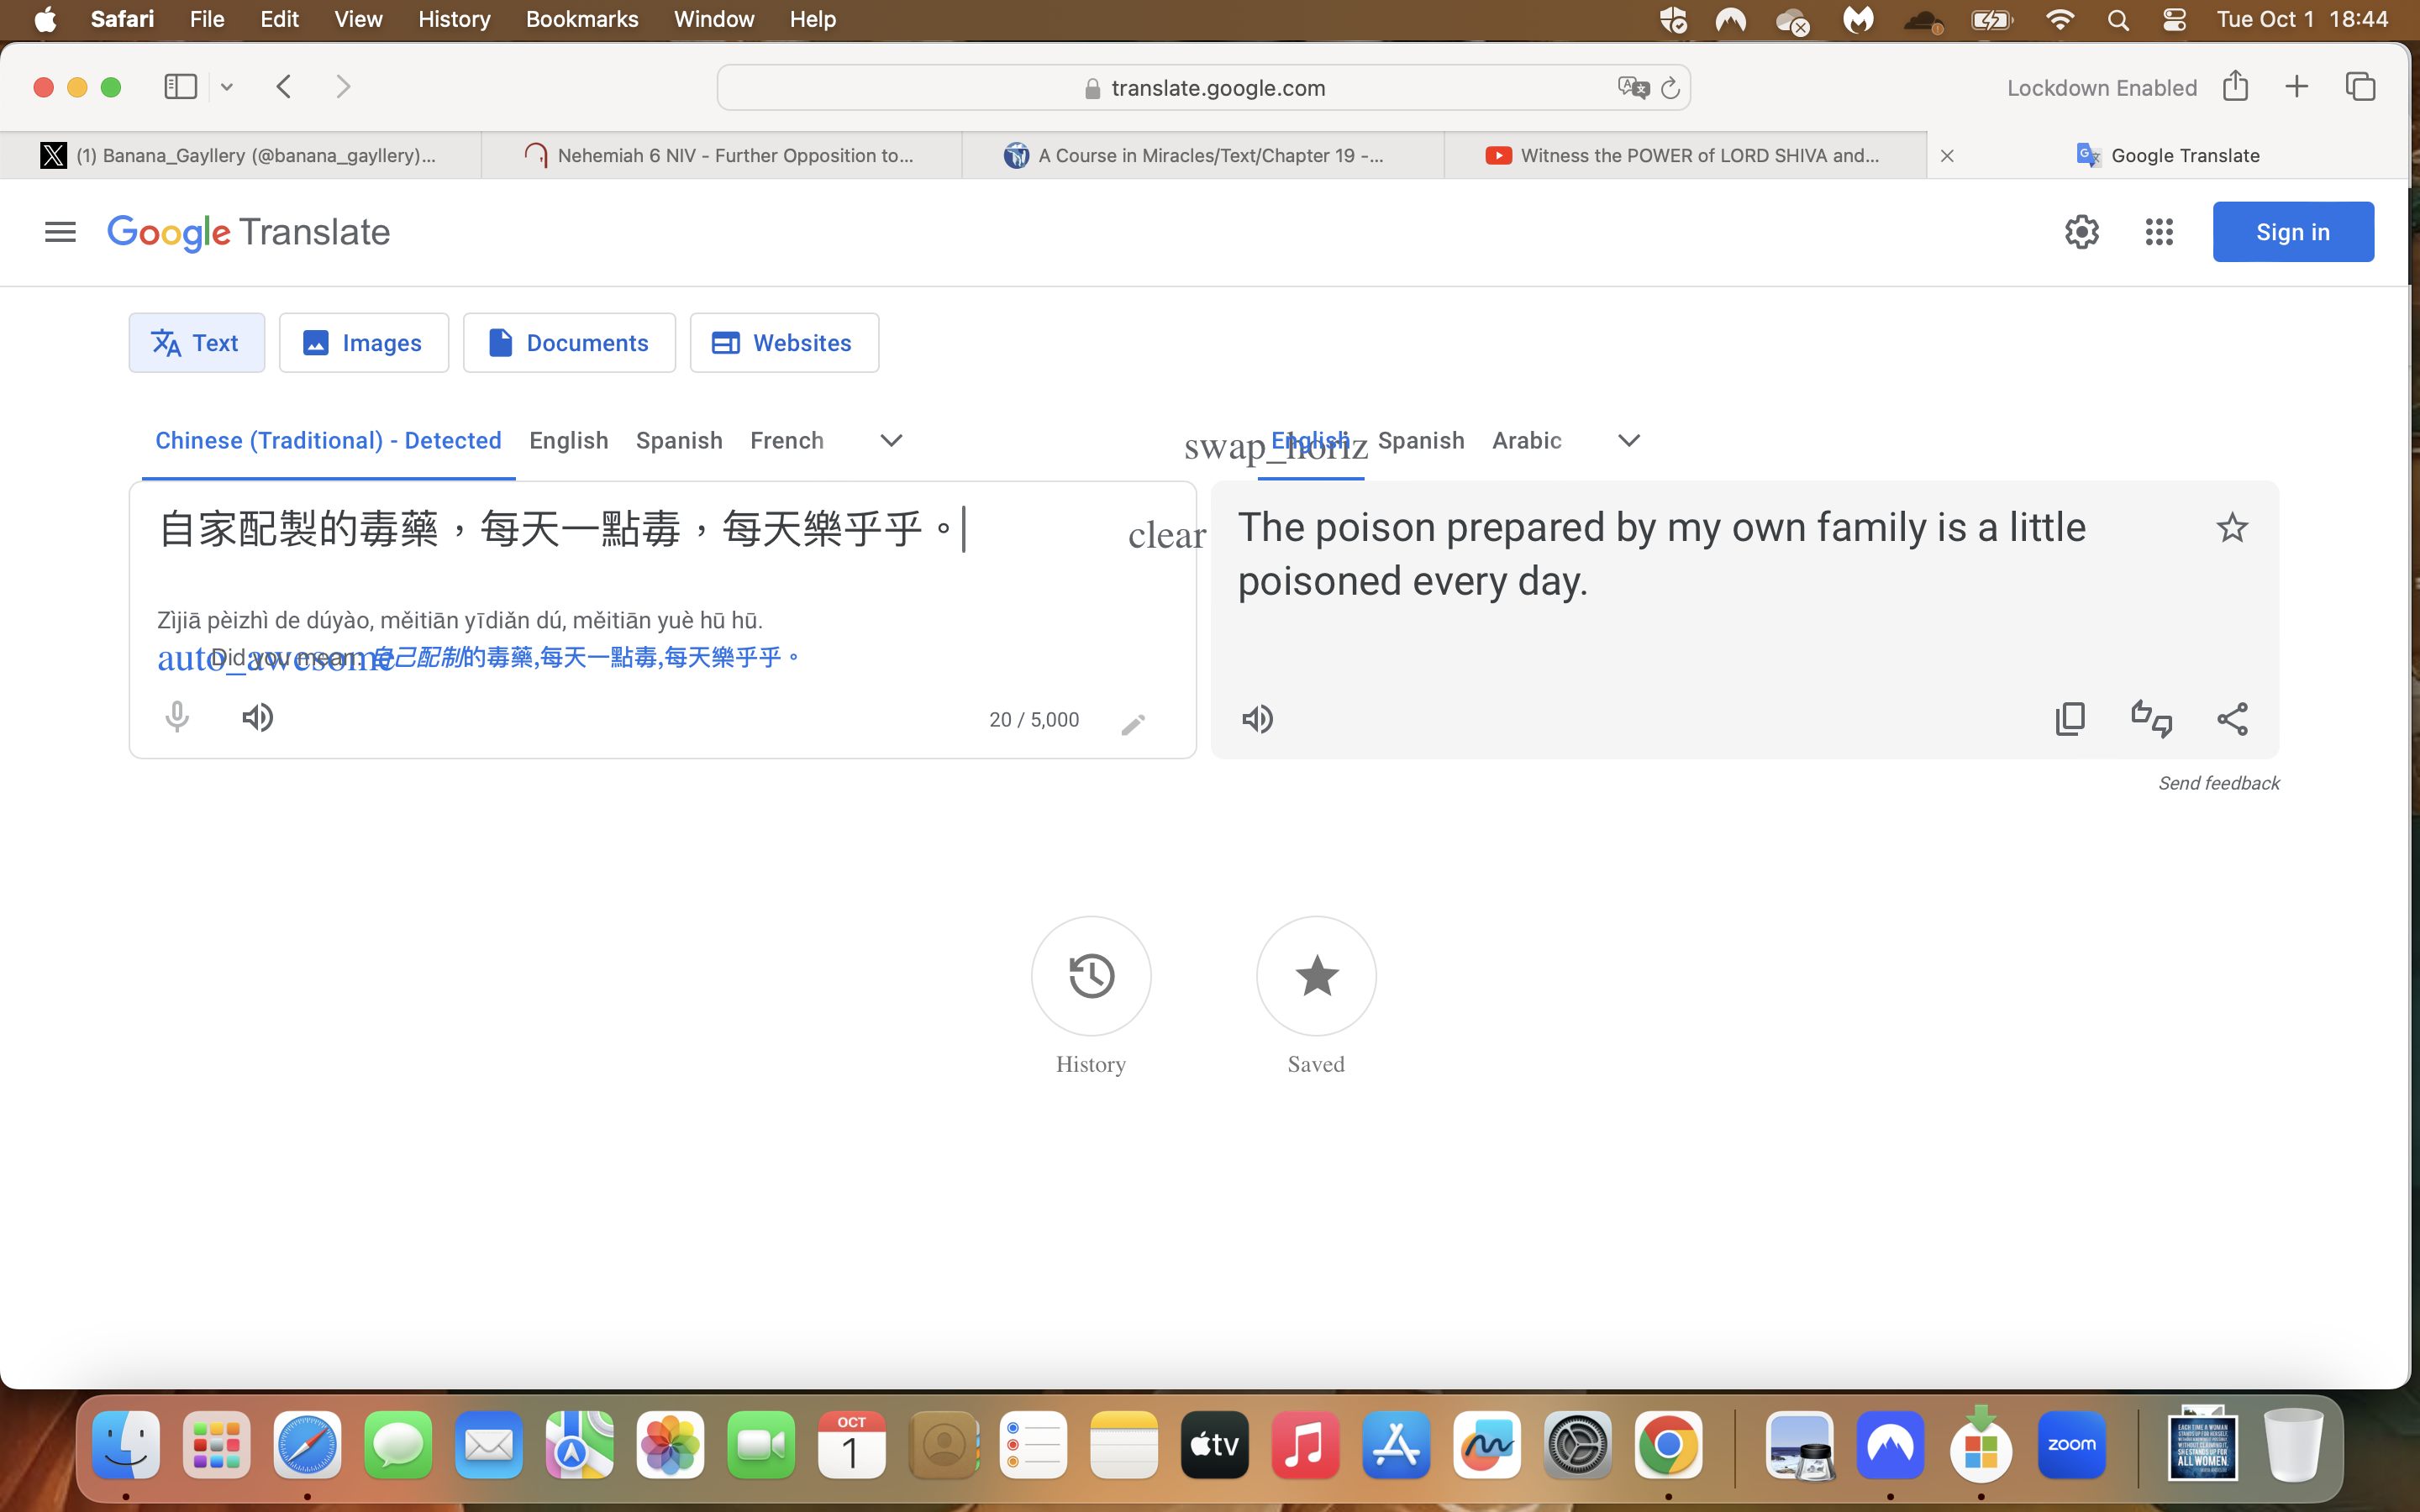 Safari File Edit View History Bookmarks Window Help Tue Oct 1 18:44
translate.google.com Lockdown Enabled
(1) Banana_Gayllery (@banana_gayllery)... Nehemiah 6 NIV - Further Opposition to... A Course in Miracles/Text/Chapter 19 -... Witness the POWER of LORD SHIVA and... Google Translate
Google Translate Sign in
Text Images Documents Websites
Chinese (Traditional) - Detected English Spanish French swap_horiz English Spanish Arabic
自家配製的毒藥，每天一點毒，每天樂乎乎。 clear
The poison prepared by my own family is a little
poisoned every day.
Zìjiā pèizhì de dúyào, měitiān yīdiǎn dú, měitiān yuè hū hū.
auto_awesome Did you mean: 自己配制的毒藥,每天一點毒,每天樂乎乎。
20 / 5,000
Send feedback
History Saved
OCT
1
tv
zoom
ALL WOMEN.